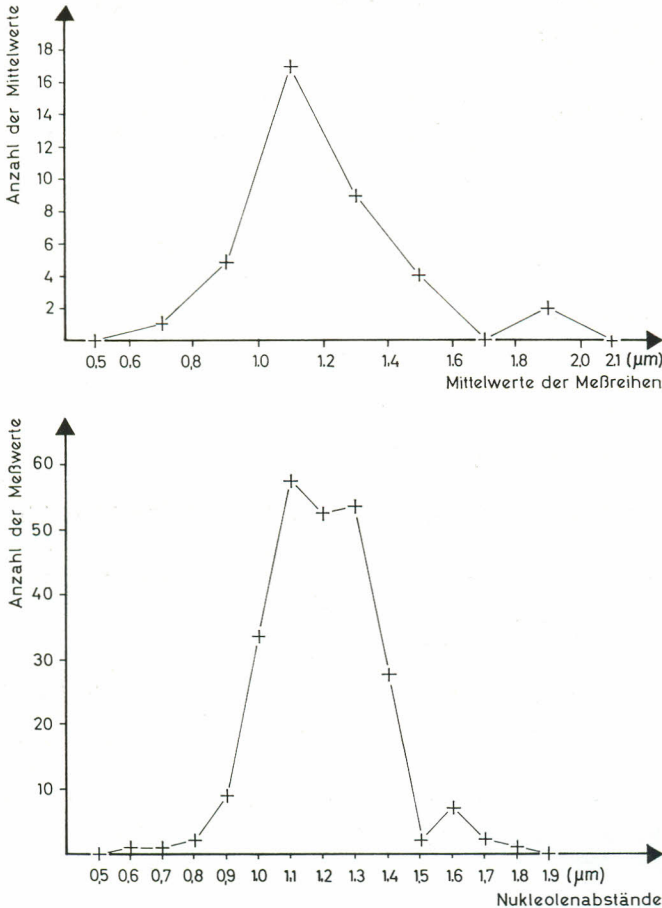 Anzahl der Mittelwerte
18
16
14
12
10
8
6
4
2
0,5 0.6 0,8 1.0 1.2 1.4 1.6 1.8 2.0 2.1 (μm)
Mittelwerte der Meßreihen
Anzahl der Meßwerte
60
50
40
30
20
10
0,5 0,6 0,7 0,8 0,9 1.0 1.1 1.2 1.3 1.4 1,5 1.6 1,7 1.8 1.9 (μm)
Nukleolenabstände